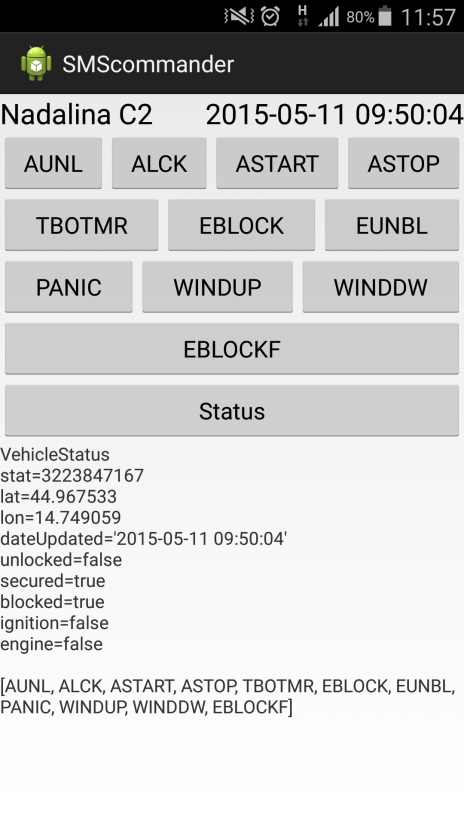 H 80% 11:57
SMScommander
Nadalina C2 2015-05-11 09:50:04
AUNL ALCK ASTART ASTOP
TBOTMR EBLOCK EUNBL
PANIC WINDUP WINDDW
EBLOCKF
Status
VehicleStatus
stat=3223847167
lat=44.967533
lon=14.749059
dateUpdated='2015-05-11 09:50:04'
unlocked=false
secured=true
blocked=true
ignition=false
engine=false
[AUNL, ALCK, ASTART, ASTOP, TBOTMR, EBLOCK, EUNBL,
PANIC, WINDUP, WINDDW, EBLOCKF]